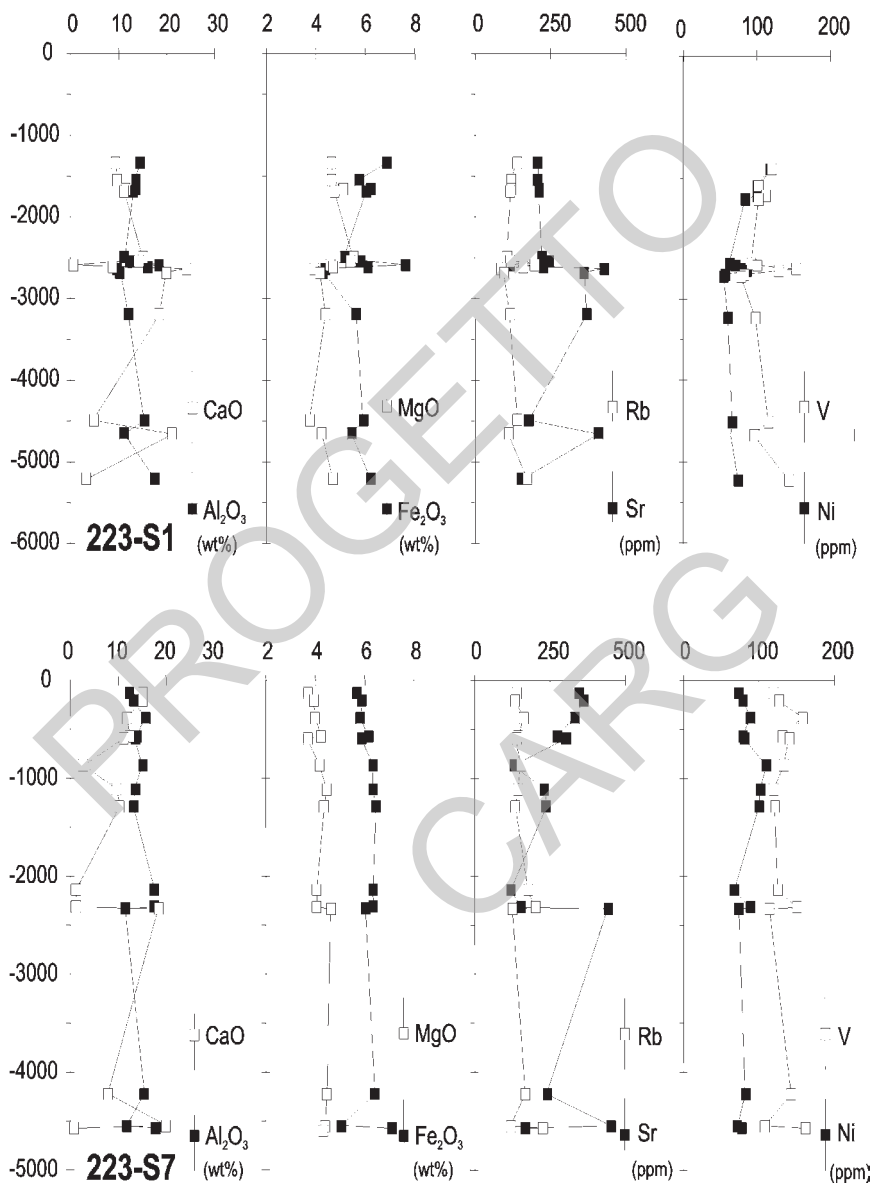 0 10 20 30 2 4 6 8 0 250 500 0 100 200
0
-1000
-2000
-3000
-4000
-5000
-6000
CaO MgO Rb V
Al₂O₃ Fe₂O₃ Sr Ni
(wt%) (wt%) (ppm) (ppm)
223-S1
0 10 20 30 2 4 6 8 0 250 500 0 100 200
0
-1000
-2000
-3000
-4000
-5000
CaO MgO Rb V
Al₂O₃ Fe₂O₃ Sr Ni
(wt%) (wt%) (ppm) (ppm)
223-S7
PROGETTO
CARG